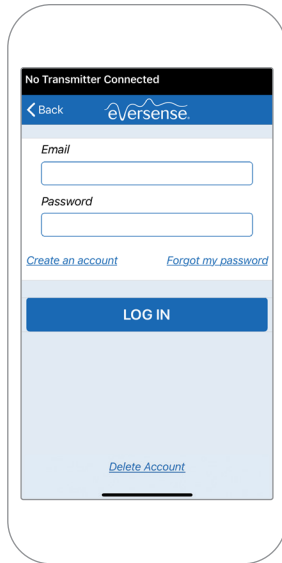 No Transmitter Connected
Back
eversense.
Email
Password
Create an account
Forgot my password
LOG IN
Delete Account